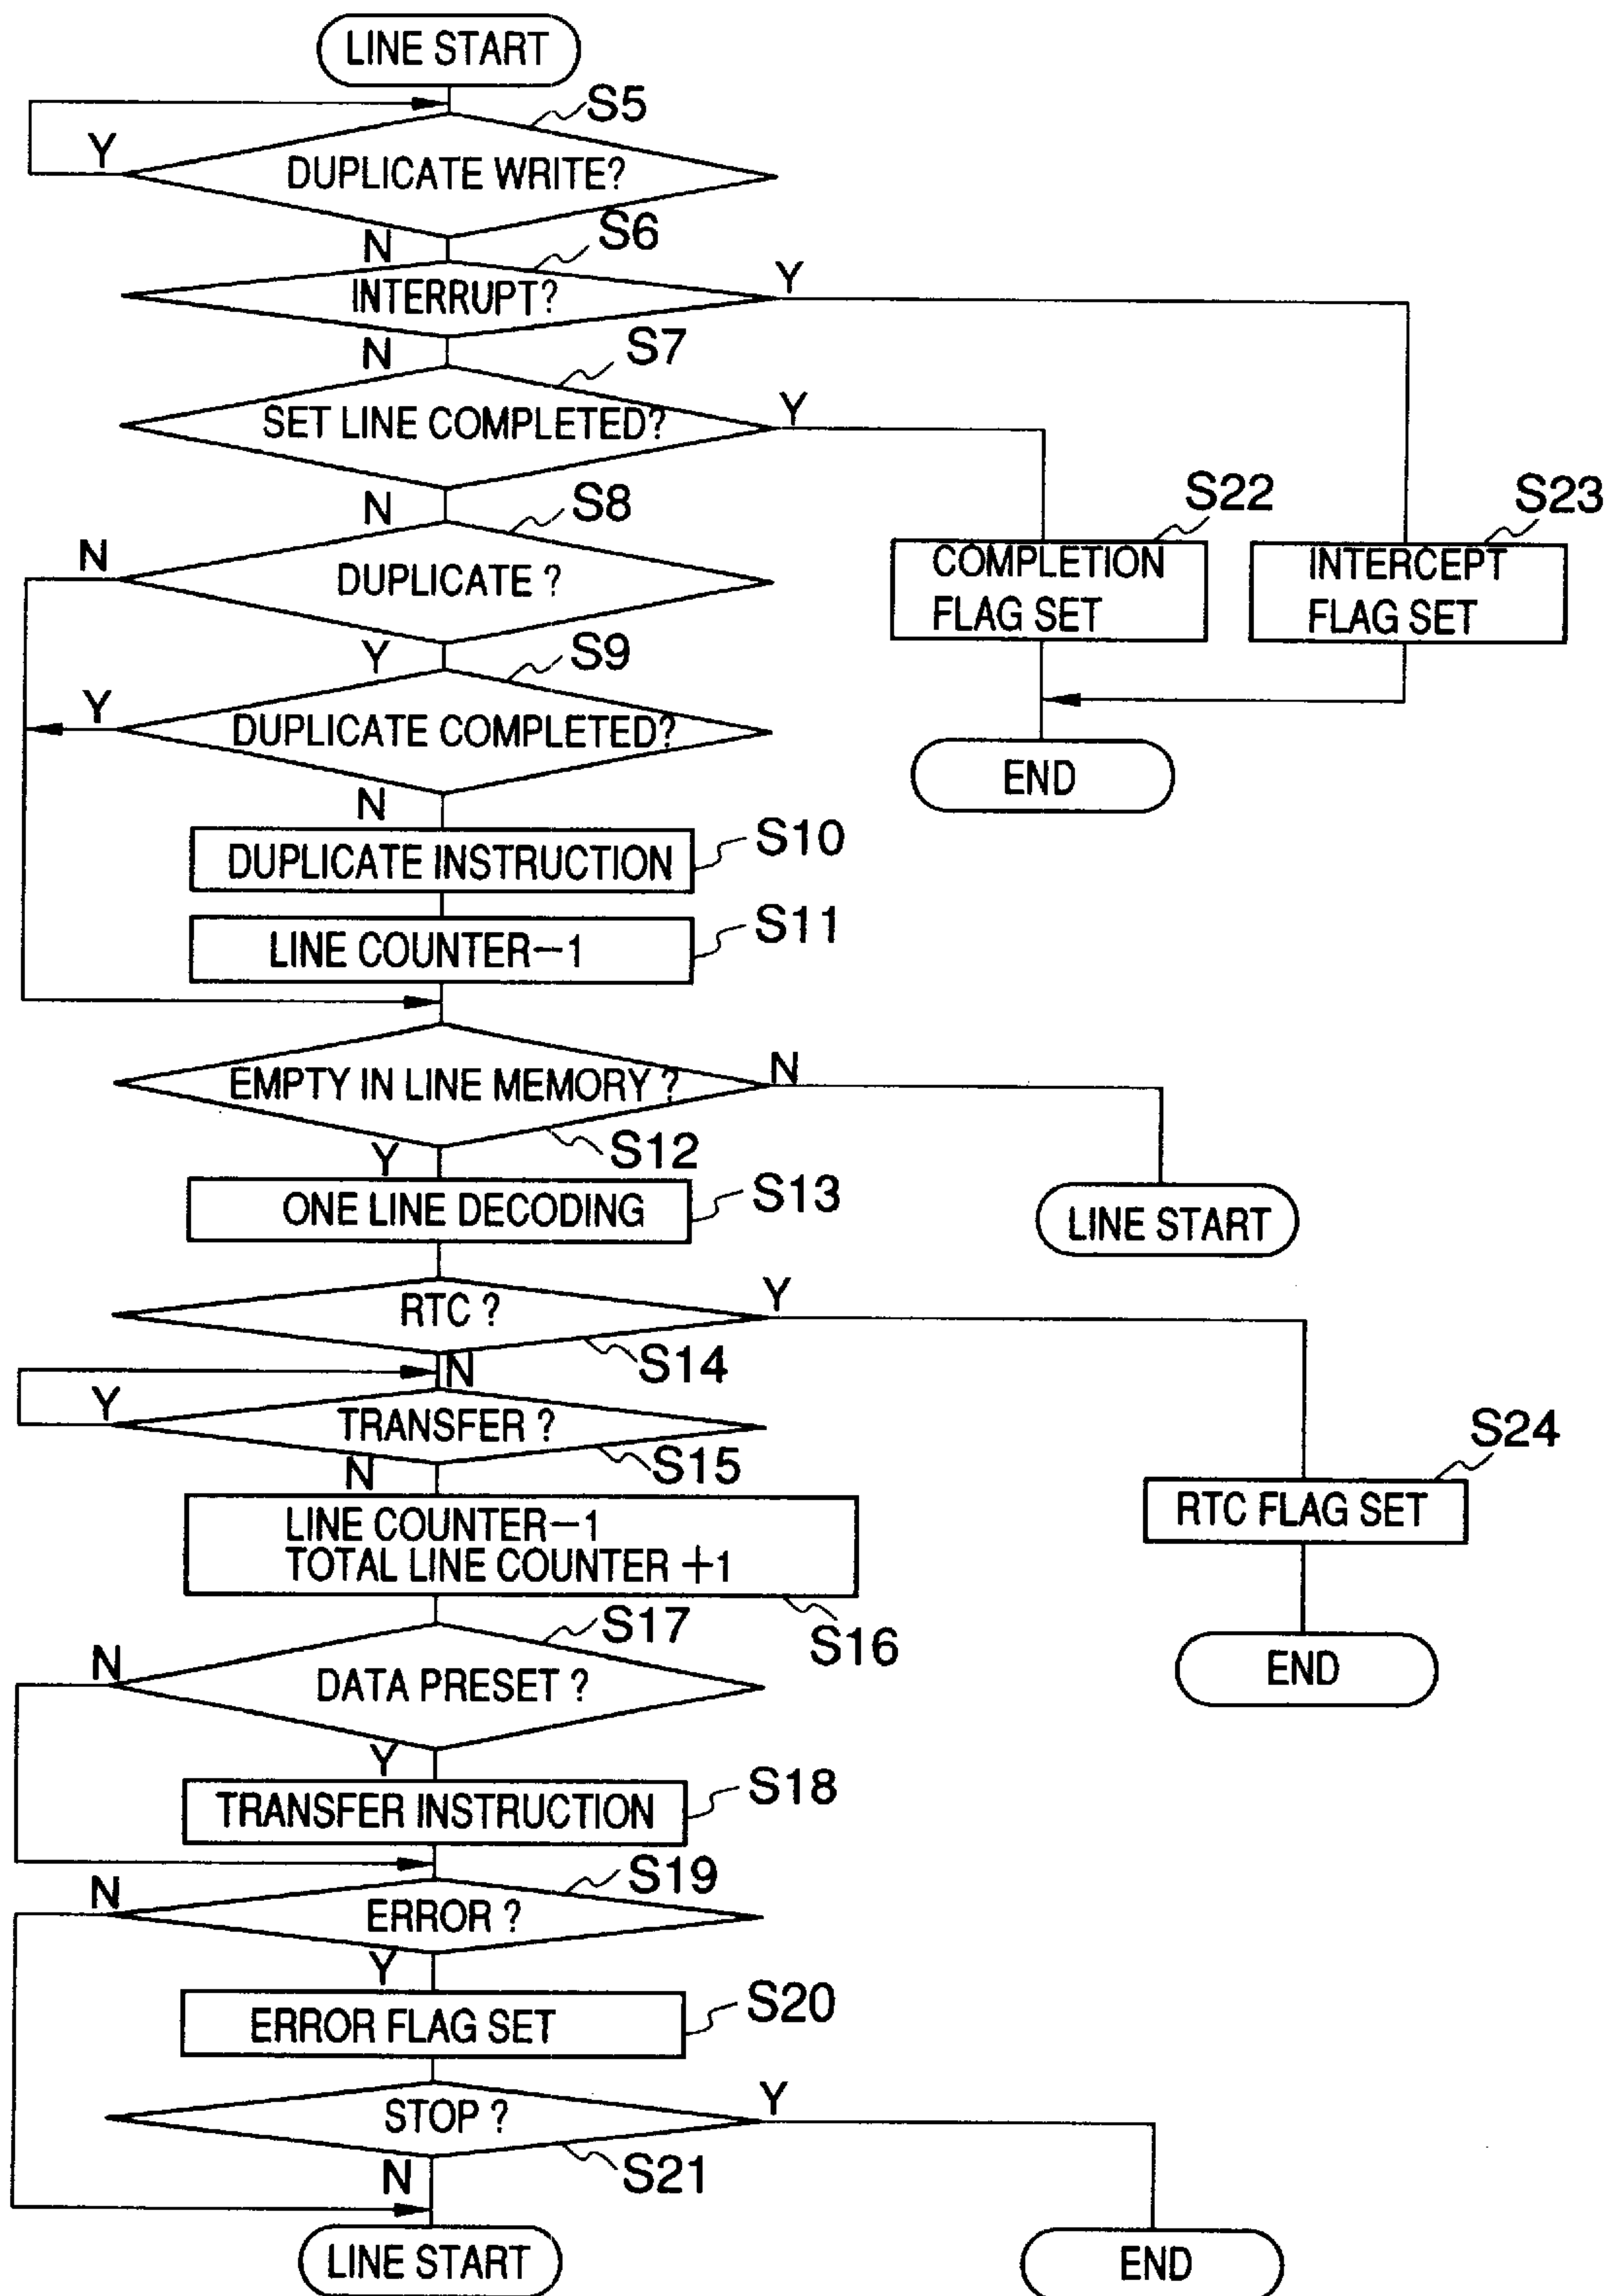 LINE START
S5
Y
DUPLICATE WRITE?
N
S6
Y
INTERRUPT?
N
S7
Y
SET LINE COMPLETED?
N
S8
S22
S23
N
DUPLICATE ?
COMPLETION
FLAG SET
INTERCEPT
FLAG SET
Y
S9
Y
DUPLICATE COMPLETED?
END
N
DUPLICATE INSTRUCTION
S10
LINE COUNTER-1
S11
EMPTY IN LINE MEMORY ?
N
Y
S12
ONE LINE DECODING
S13
LINE START
RTC ?
Y
N
S14
Y
TRANSFER ?
S24
N
S15
RTC FLAG SET
LINE COUNTER-1
TOTAL LINE COUNTER +1
S17
S16
N
DATA PRESET ?
END
Y
TRANSFER INSTRUCTION
S18
S19
N
ERROR ?
Y
ERROR FLAG SET
S20
STOP ?
Y
N
S21
LINE START
END